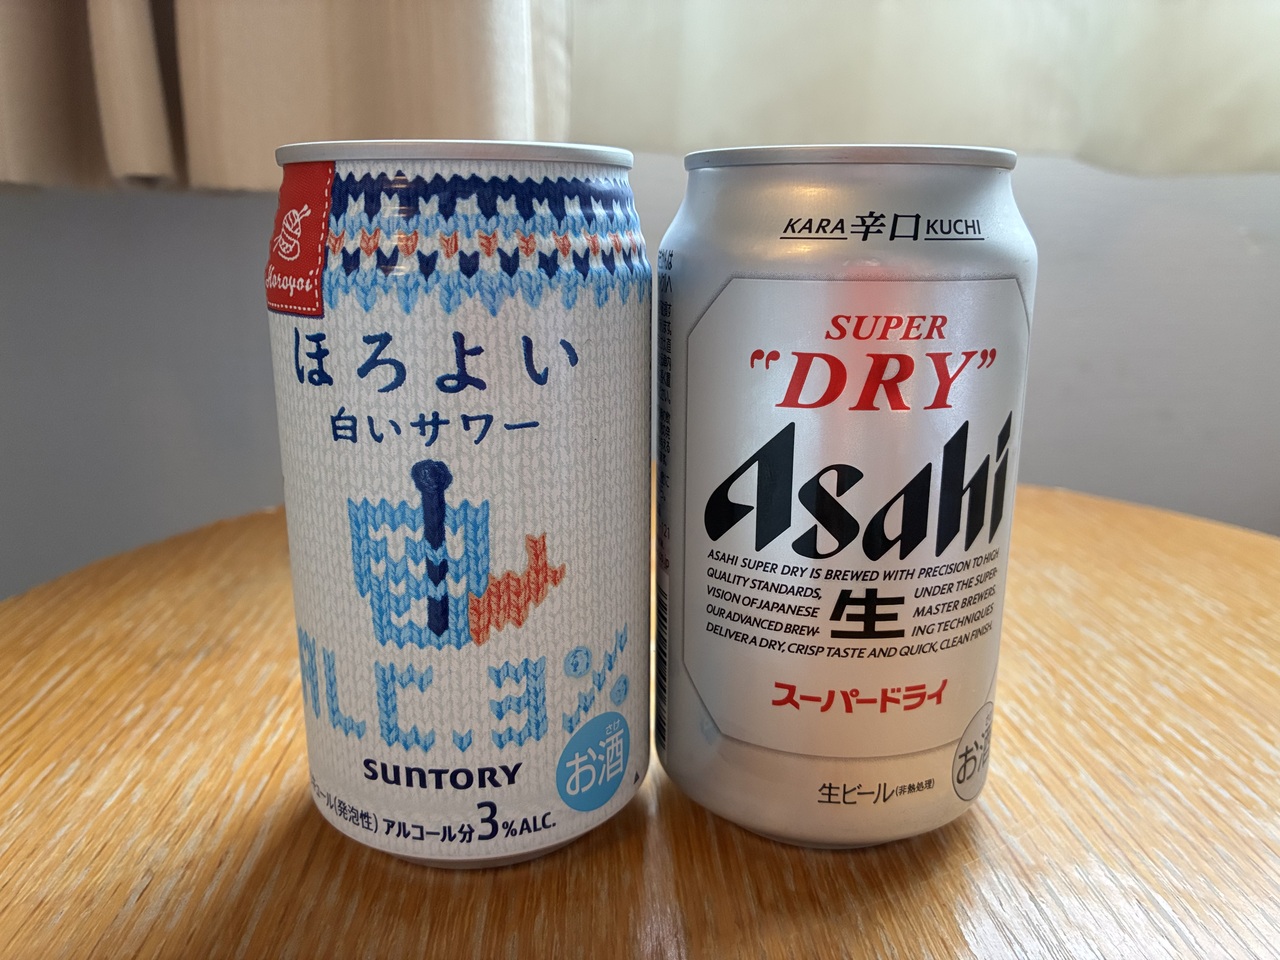 Horoyoi
ほろよい
白いサワー
SUNTORY
さけ
お酒
(発泡性) アルコール分3%ALC.
KARA 辛口 KUCHI
SUPER
"DRY"
Asahi
ASAHI SUPER DRY IS BREWED WITH PRECISION TO HIGH
QUALITY STANDARDS, UNDER THE SUPER-
VISION OF JAPANESE MASTER BREWERS.
生
OUR ADVANCED BREW- ING TECHNIQUES
DELIVER A DRY, CRISP TASTE AND QUICK, CLEAN FINISH.
スーパードライ
お酒
生ビール(非熱処理)